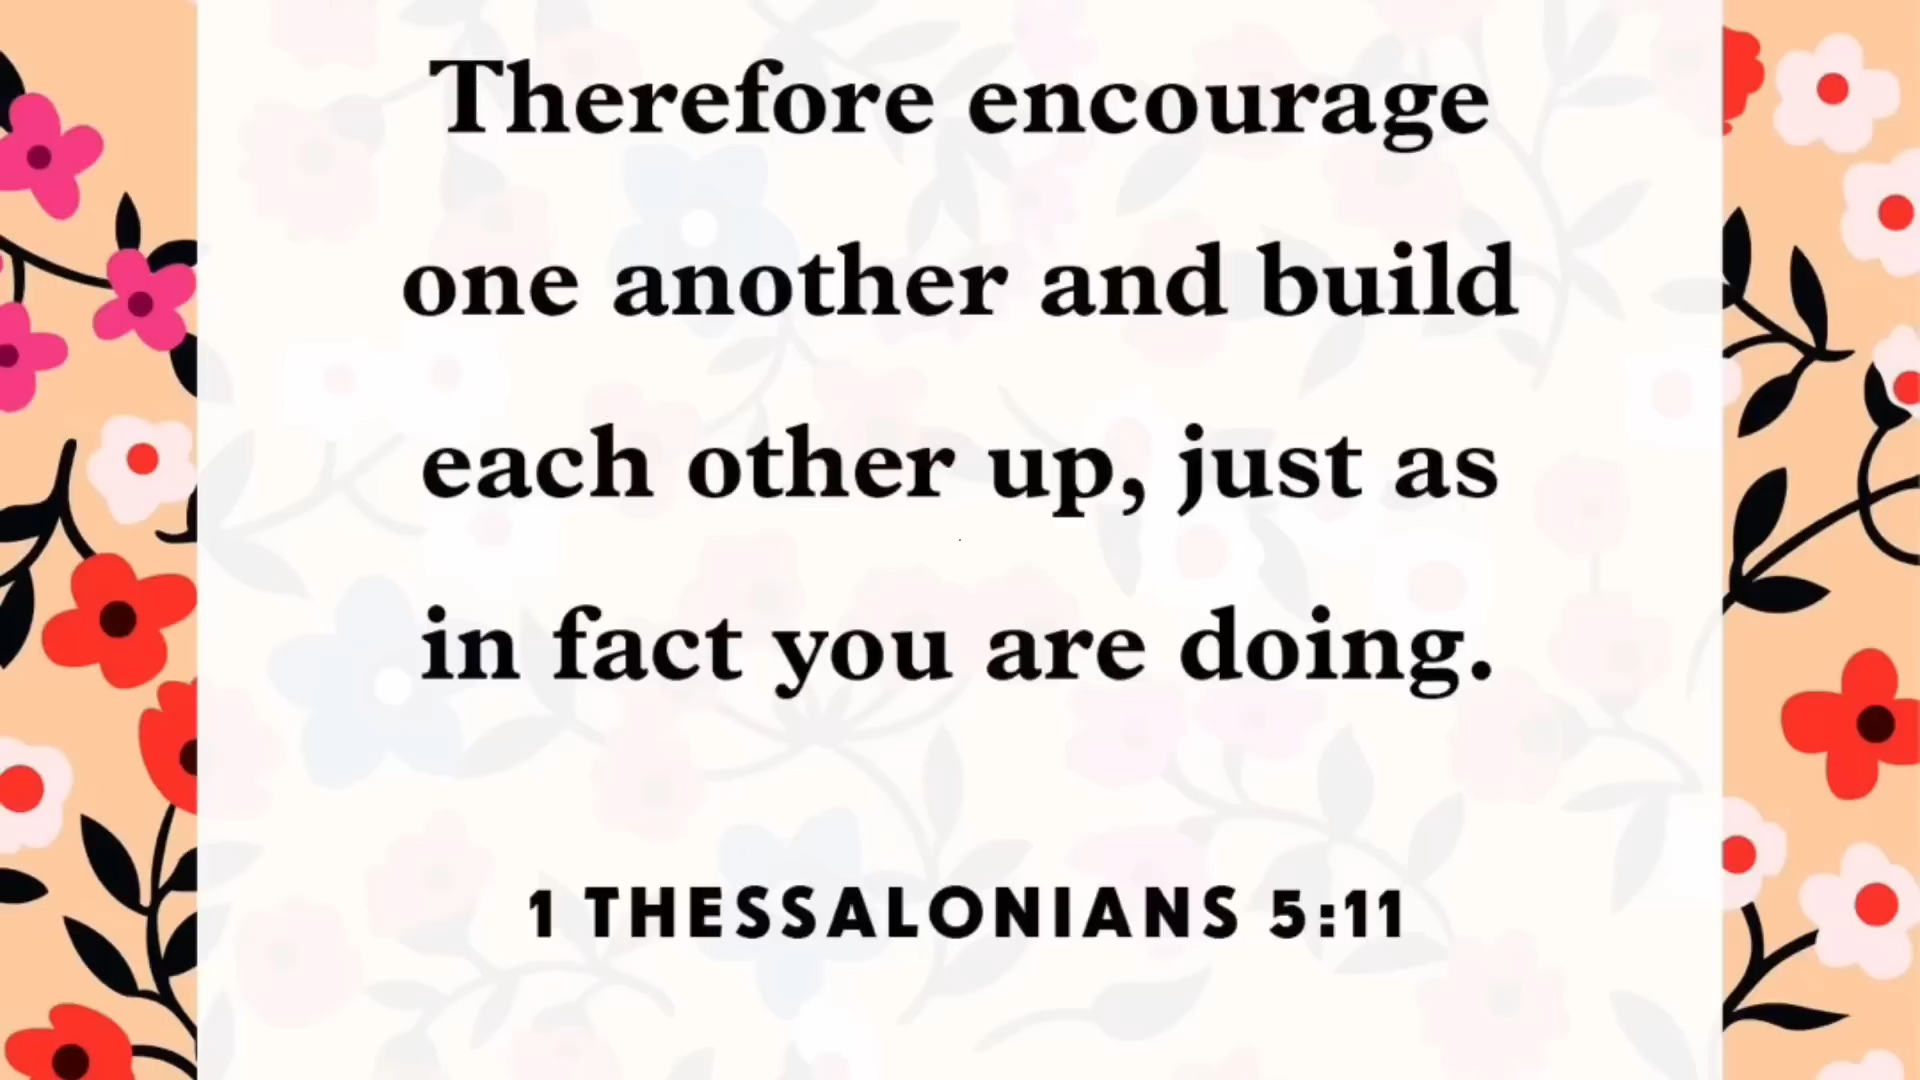 Therefore encourage
one another and build
each other up, just as
in fact you are doing.
1 THESSALONIANS 5:11